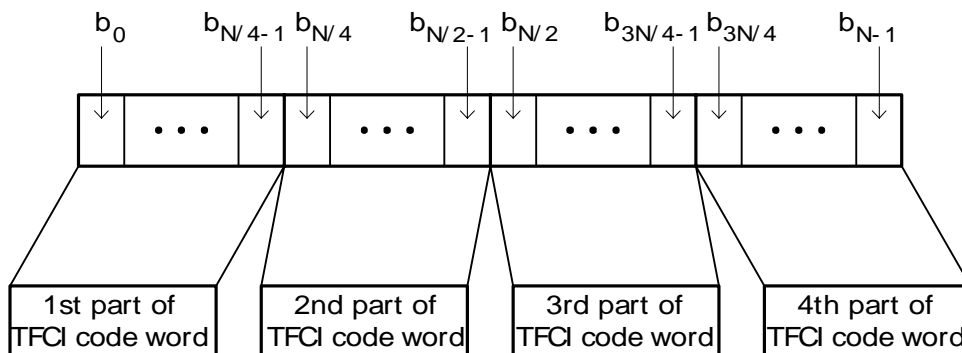 b0 bN/4-1 bN/4 bN/2-1 bN/2 b3N/4-1 b3N/4 bN-1
1st part of TFCI code word
2nd part of TFCI code word
3rd part of TFCI code word
4th part of TFCI code word